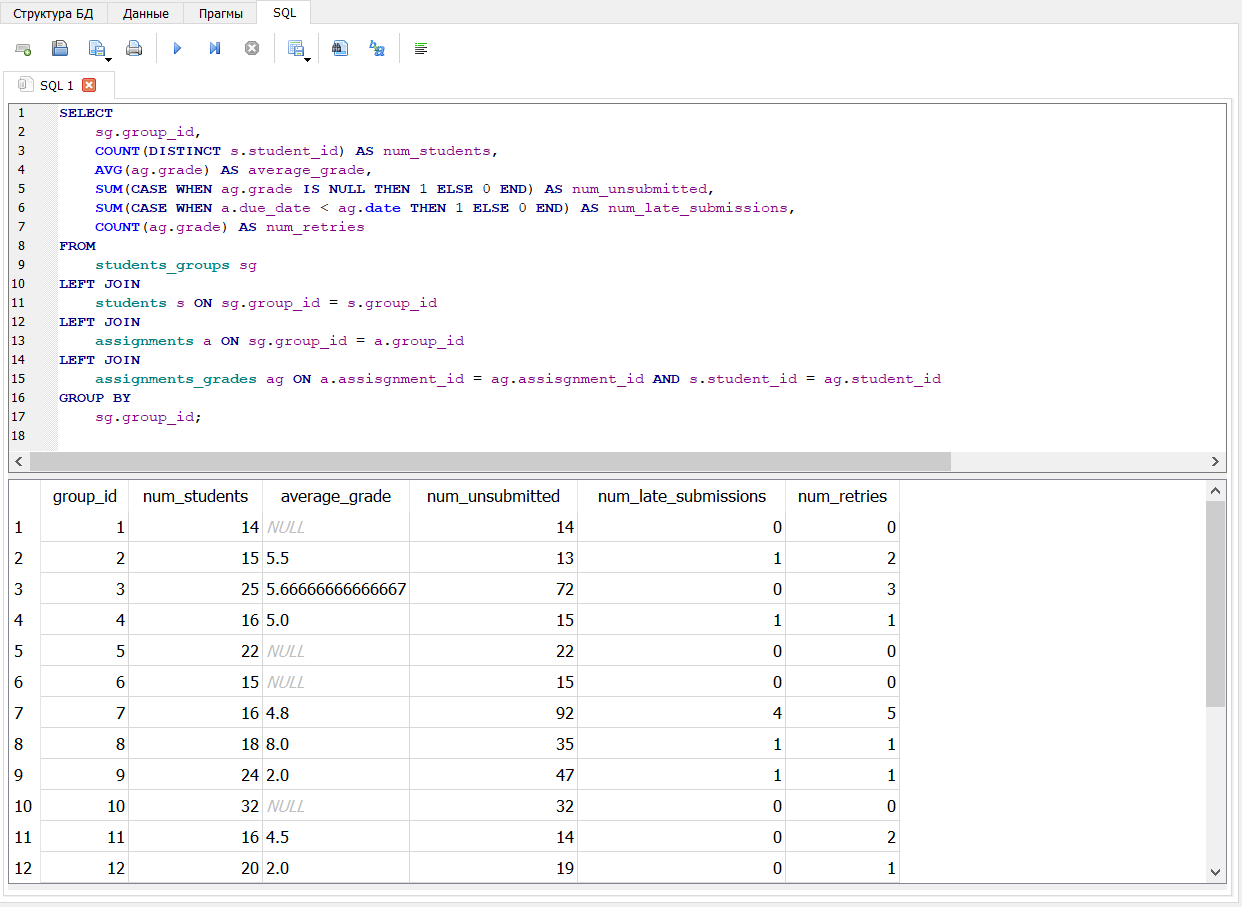 Структура БД Данные Прагмы SQL
SQL 1
1 SELECT
2 sg.group_id,
3 COUNT(DISTINCT s.student_id) AS num_students,
4 AVG(ag.grade) AS average_grade,
5 SUM(CASE WHEN ag.grade IS NULL THEN 1 ELSE 0 END) AS num_unsubmitted,
6 SUM(CASE WHEN a.due_date < ag.date THEN 1 ELSE 0 END) AS num_late_submissions,
7 COUNT(ag.grade) AS num_retries
8 FROM
9 students_groups sg
10 LEFT JOIN
11 students s ON sg.group_id = s.group_id
12 LEFT JOIN
13 assignments a ON sg.group_id = a.group_id
14 LEFT JOIN
15 assignments_grades ag ON a.assisgnment_id = ag.assisgnment_id AND s.student_id = ag.student_id
16 GROUP BY
17 sg.group_id;
18
group_id num_students average_grade num_unsubmitted num_late_submissions num_retries
1 1 14 NULL 14 0 0
2 2 15 5.5 13 1 2
3 3 25 5.66666666666667 72 0 3
4 4 16 5.0 15 1 1
5 5 22 NULL 22 0 0
6 6 15 NULL 15 0 0
7 7 16 4.8 92 4 5
8 8 18 8.0 35 1 1
9 9 24 2.0 47 1 1
10 10 32 NULL 32 0 0
11 11 16 4.5 14 0 2
12 12 20 2.0 19 0 1